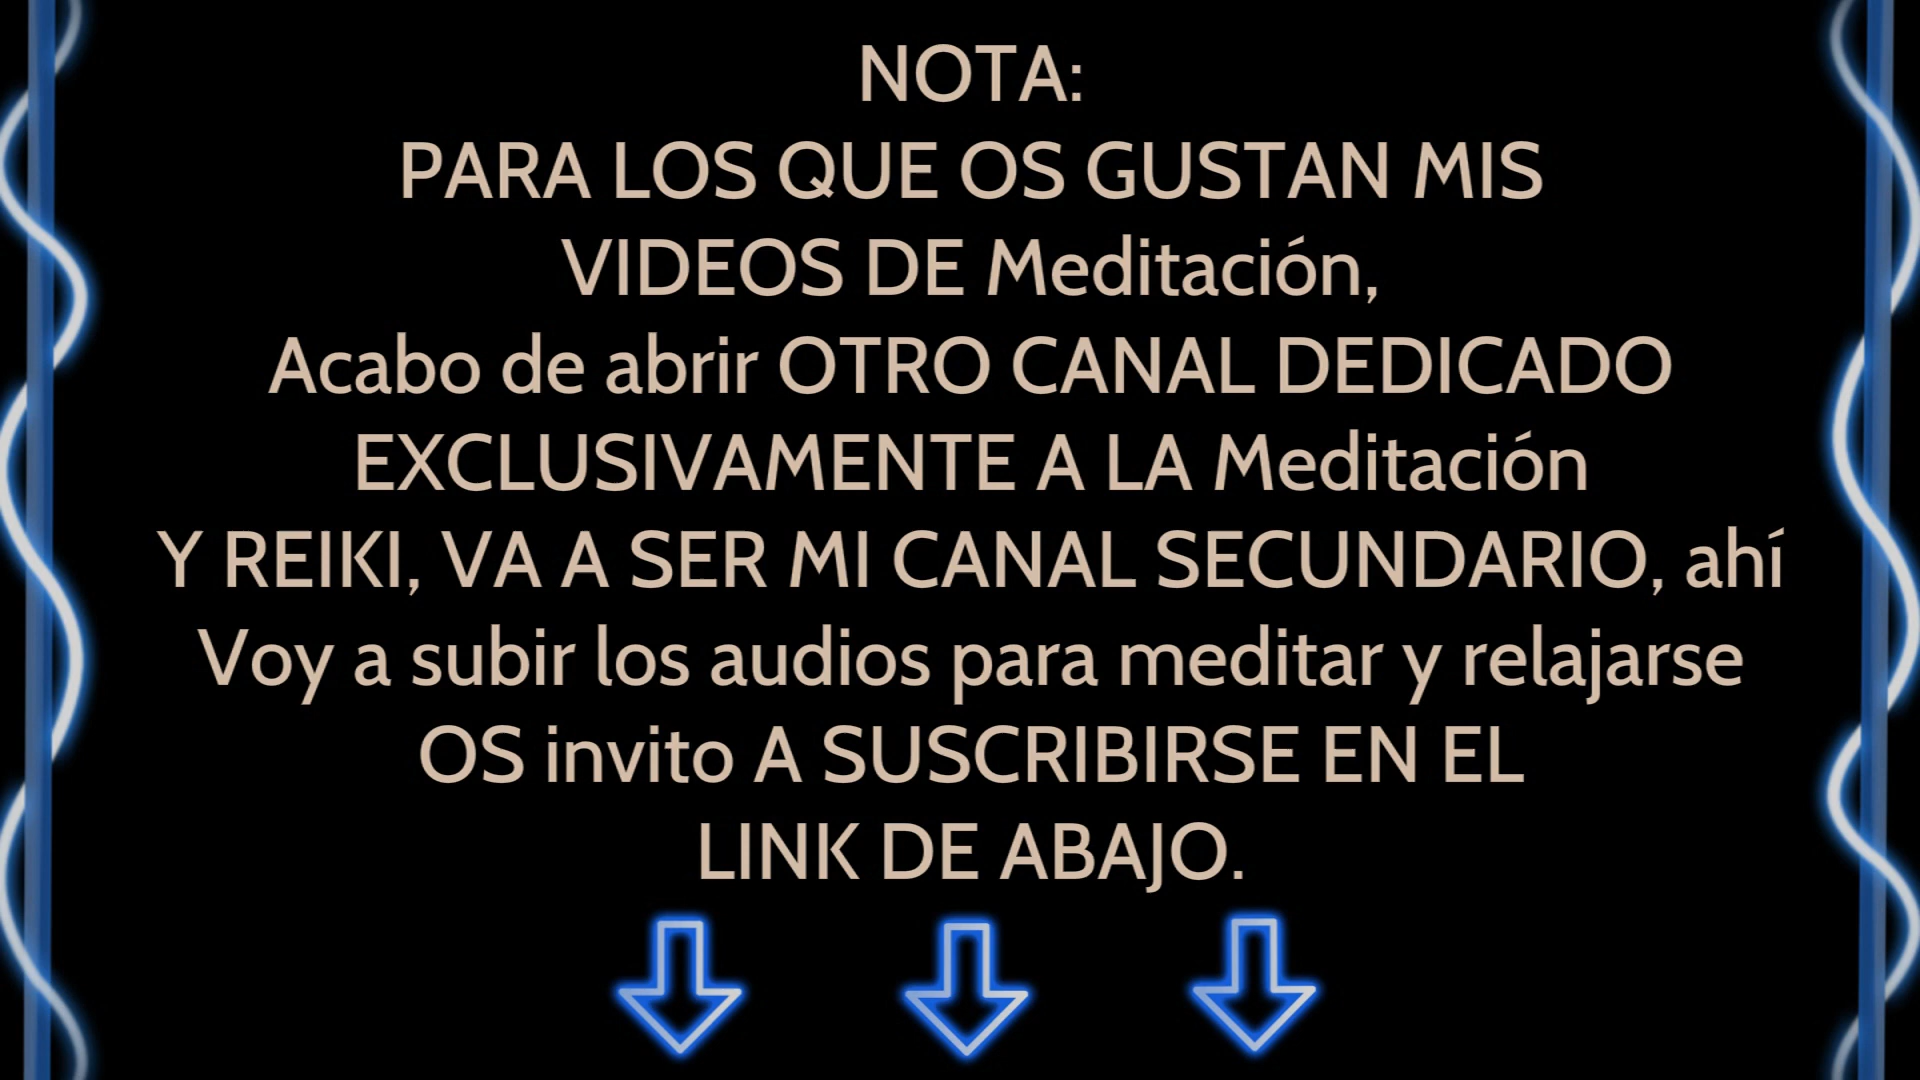 NOTA:
PARA LOS QUE OS GUSTAN MIS
VIDEOS DE Meditación,
Acabo de abrir OTRO CANAL DEDICADO
EXCLUSIVAMENTE A LA Meditación
Y REIKI, VA A SER MI CANAL SECUNDARIO, ahí
Voy a subir los audios para meditar y relajarse
OS invito A SUSCRIBIRSE EN EL
LINK DE ABAJO.